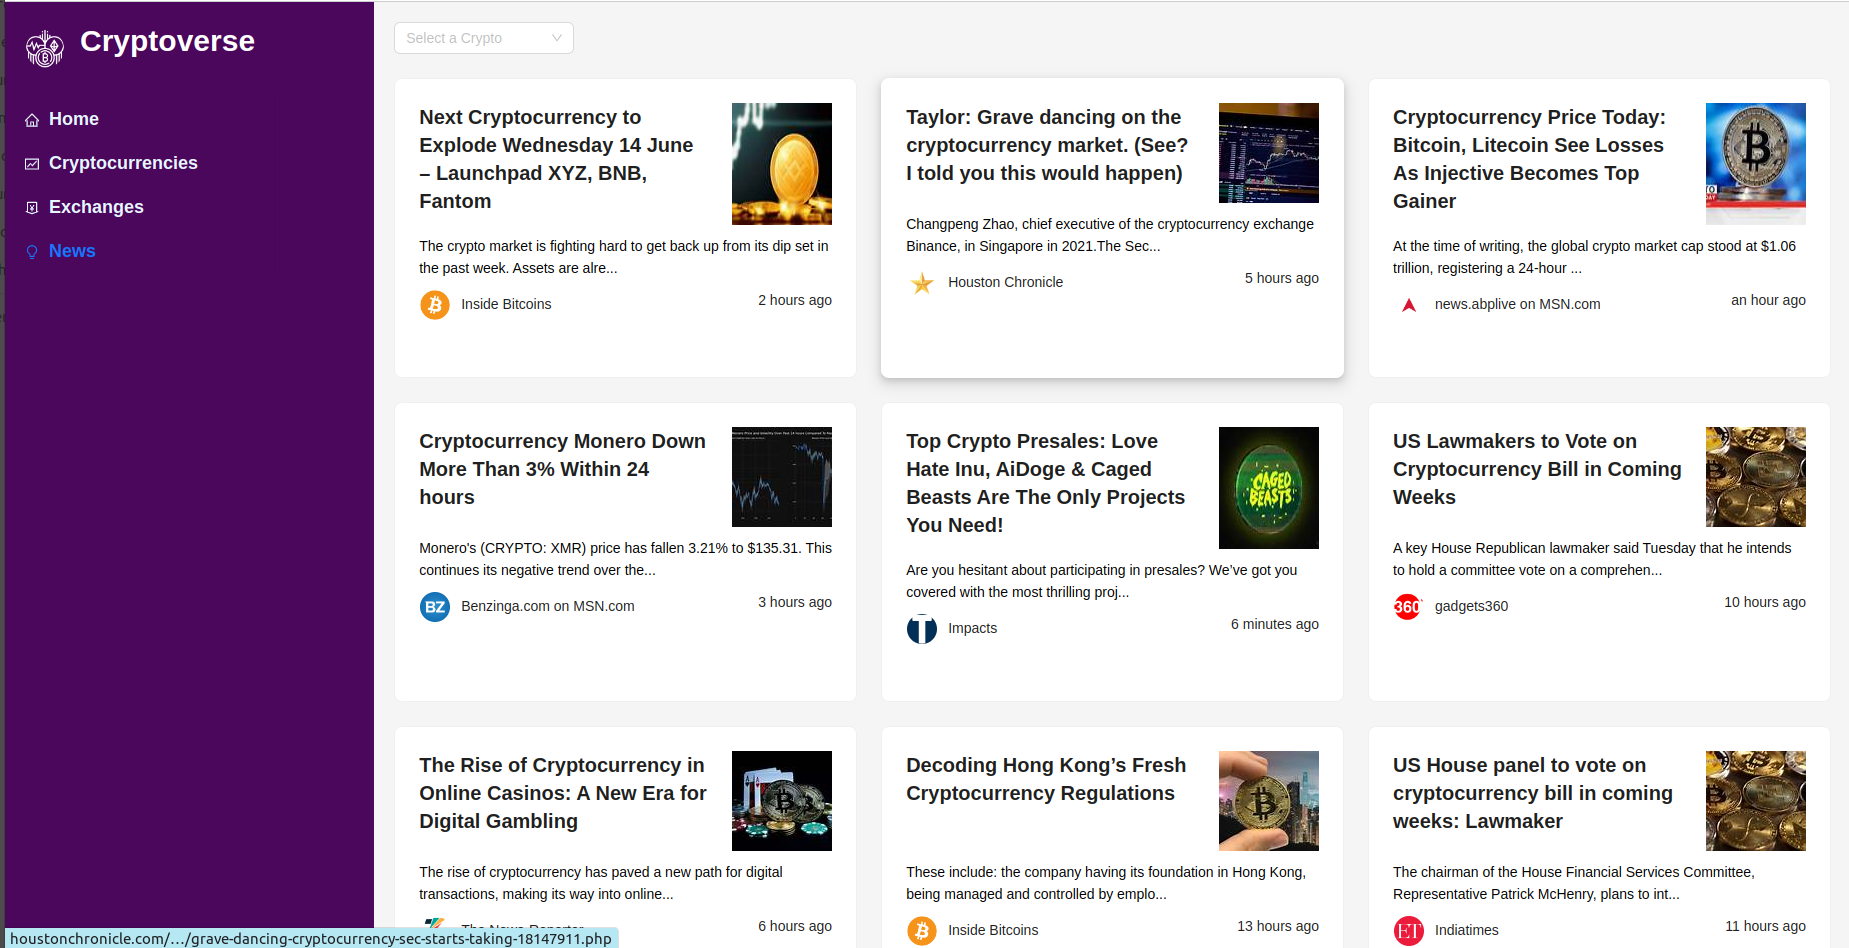 Cryptoverse
Home
Cryptocurrencies
Exchanges
News
Select a Crypto
Next Cryptocurrency to
Explode Wednesday 14 June
– Launchpad XYZ, BNB,
Fantom
The crypto market is fighting hard to get back up from its dip set in
the past week. Assets are alre...
Inside Bitcoins
2 hours ago
Taylor: Grave dancing on the
cryptocurrency market. (See?
I told you this would happen)
Changpeng Zhao, chief executive of the cryptocurrency exchange
Binance, in Singapore in 2021.The Sec...
Houston Chronicle
5 hours ago
Cryptocurrency Price Today:
Bitcoin, Litecoin See Losses
As Injective Becomes Top
Gainer
At the time of writing, the global crypto market cap stood at $1.06
trillion, registering a 24-hour ...
news.abplive on MSN.com
an hour ago
Cryptocurrency Monero Down
More Than 3% Within 24
hours
Monero's (CRYPTO: XMR) price has fallen 3.21% to $135.31. This
continues its negative trend over the...
BZ
Benzinga.com on MSN.com
3 hours ago
Top Crypto Presales: Love
Hate Inu, AiDoge & Caged
Beasts Are The Only Projects
You Need!
CAGED
BEASTS
Are you hesitant about participating in presales? We’ve got you
covered with the most thrilling proj...
Impacts
6 minutes ago
US Lawmakers to Vote on
Cryptocurrency Bill in Coming
Weeks
A key House Republican lawmaker said Tuesday that he intends
to hold a committee vote on a comprehen...
360
gadgets360
10 hours ago
The Rise of Cryptocurrency in
Online Casinos: A New Era for
Digital Gambling
The rise of cryptocurrency has paved a new path for digital
transactions, making its way into online...
The News Reporter
6 hours ago
Decoding Hong Kong’s Fresh
Cryptocurrency Regulations
These include: the company having its foundation in Hong Kong,
being managed and controlled by emplo...
Inside Bitcoins
13 hours ago
US House panel to vote on
cryptocurrency bill in coming
weeks: Lawmaker
The chairman of the House Financial Services Committee,
Representative Patrick McHenry, plans to int...
ET
Indiatimes
11 hours ago
houstonchronicle.com/…/grave-dancing-cryptocurrency-sec-starts-taking-18147911.php